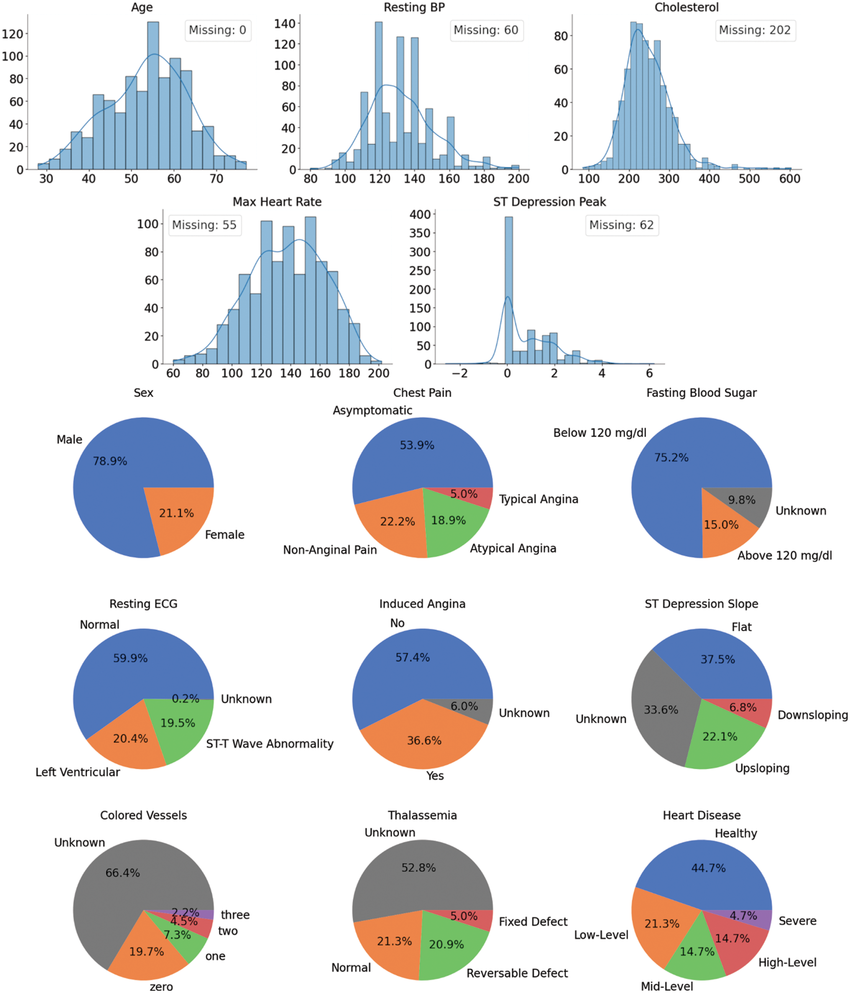 Age
Resting BP
Cholesterol
Missing: 0
Missing: 60
Missing: 202
120
100
80
60
40
20
0
30 40 50 60 70
140
120
100
80
60
40
20
0
80 100 120 140 160 180 200
80
60
40
20
0
100 200 300 400 500 600
Max Heart Rate
ST Depression Peak
Missing: 55
Missing: 62
100
80
60
40
20
0
60 80 100 120 140 160 180 200
400
350
300
250
200
150
100
50
0
−2 0 2 4 6
Sex
Male
78.9%
21.1%
Female
Chest Pain
Asymptomatic
53.9%
5.0%
Typical Angina
22.2%
18.9%
Non-Anginal Pain
Atypical Angina
Fasting Blood Sugar
Below 120 mg/dl
75.2%
9.8%
Unknown
15.0%
Above 120 mg/dl
Resting ECG
Normal
59.9%
0.2%
Unknown
19.5%
20.4%
ST-T Wave Abnormality
Left Ventricular
Induced Angina
No
57.4%
6.0%
Unknown
36.6%
Yes
ST Depression Slope
Flat
37.5%
33.6%
Unknown
6.8%
Downsloping
22.1%
Upsloping
Colored Vessels
Unknown
66.4%
2.2%
three
4.5%
two
7.3%
one
19.7%
zero
Thalassemia
Unknown
52.8%
5.0%
Fixed Defect
21.3%
20.9%
Normal
Reversable Defect
Heart Disease
Healthy
44.7%
4.7%
Severe
21.3%
Low-Level
14.7%
High-Level
14.7%
Mid-Level